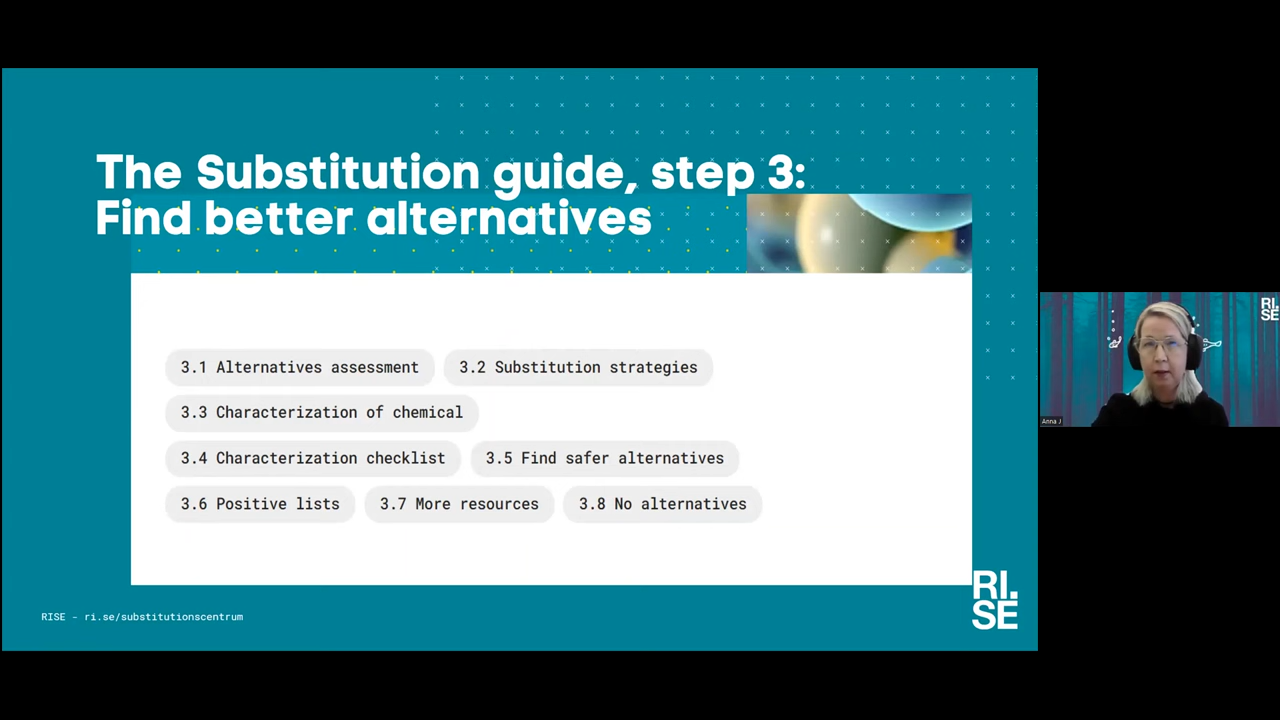 The Substitution guide, step 3:
Find better alternatives
3.1 Alternatives assessment
3.2 Substitution strategies
3.3 Characterization of chemical
3.4 Characterization checklist
3.5 Find safer alternatives
3.6 Positive lists
3.7 More resources
3.8 No alternatives
RISE - ri.se/substitutionscentrum
RI.
SE
RI.
SE
Anna J